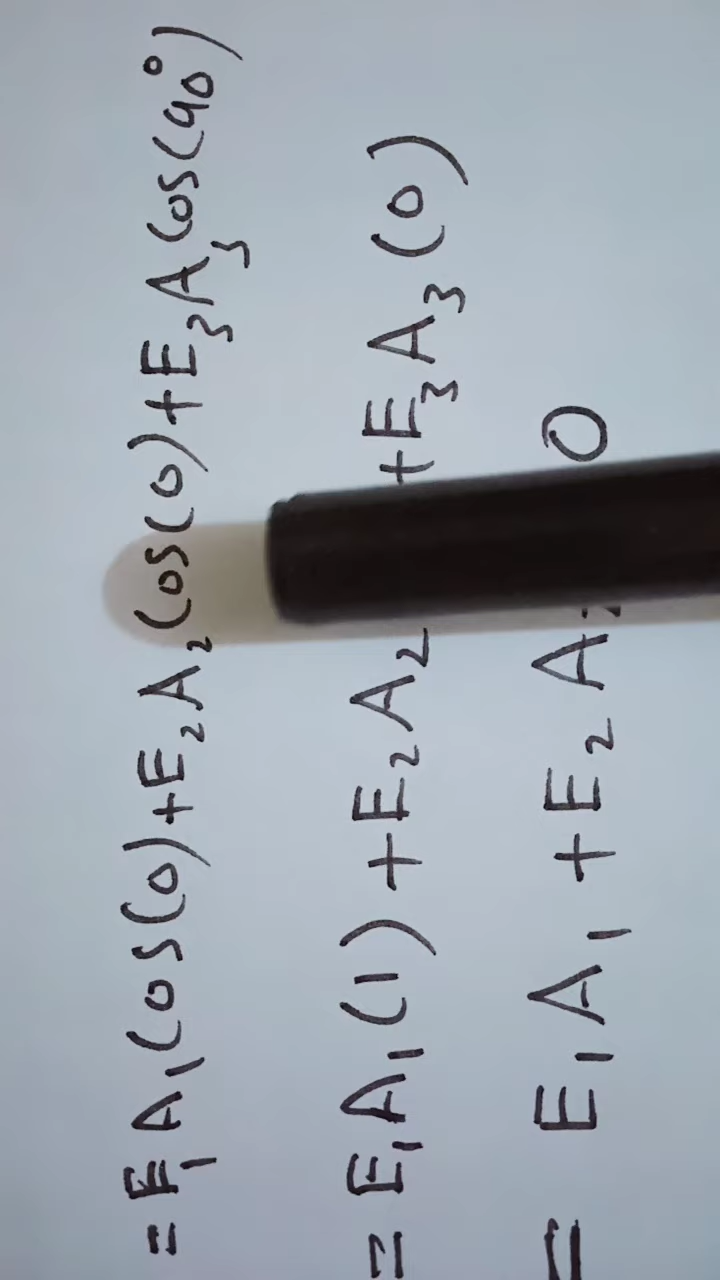 = E₁A₁Cos(0)+E₂A₂Cos(0)+E₃A₃Cos(90°)
= E₁A₁(1)+E₂A₂ +E₃A₃(0)
= E₁A₁+E₂A 0